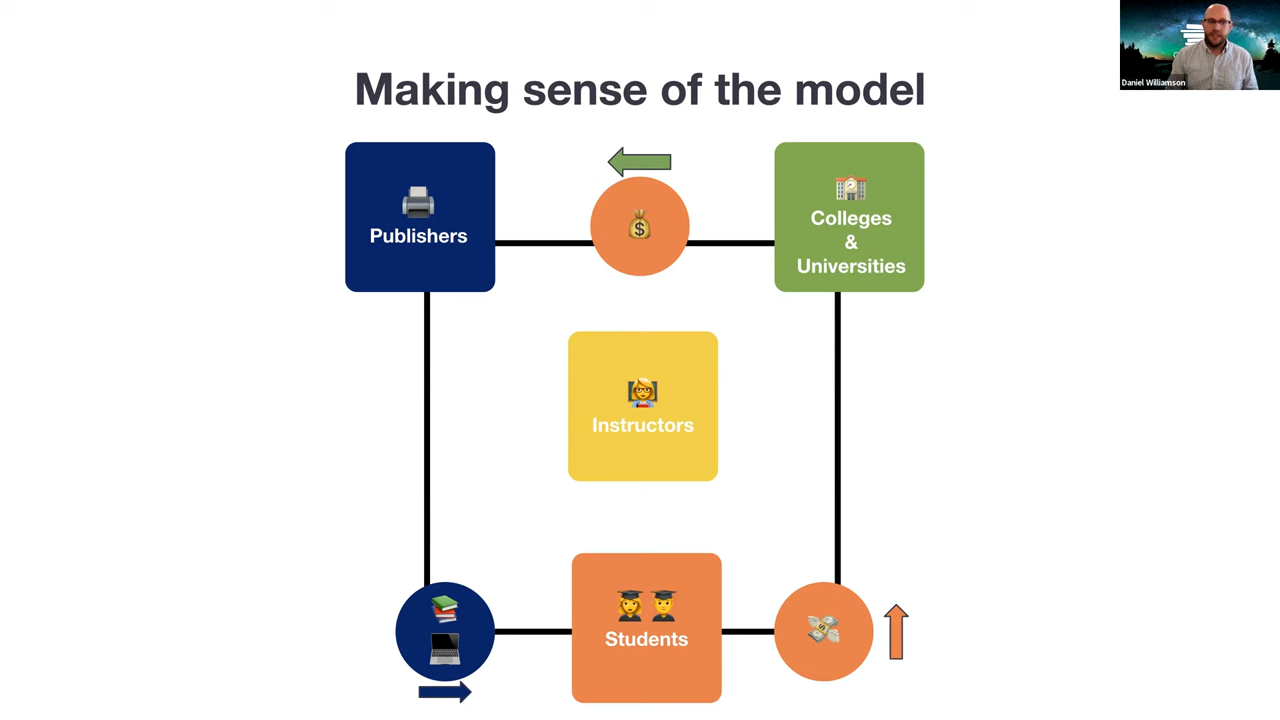 Making sense of the model
Daniel Williamson
Publishers
Colleges
&
Universities
Instructors
Students